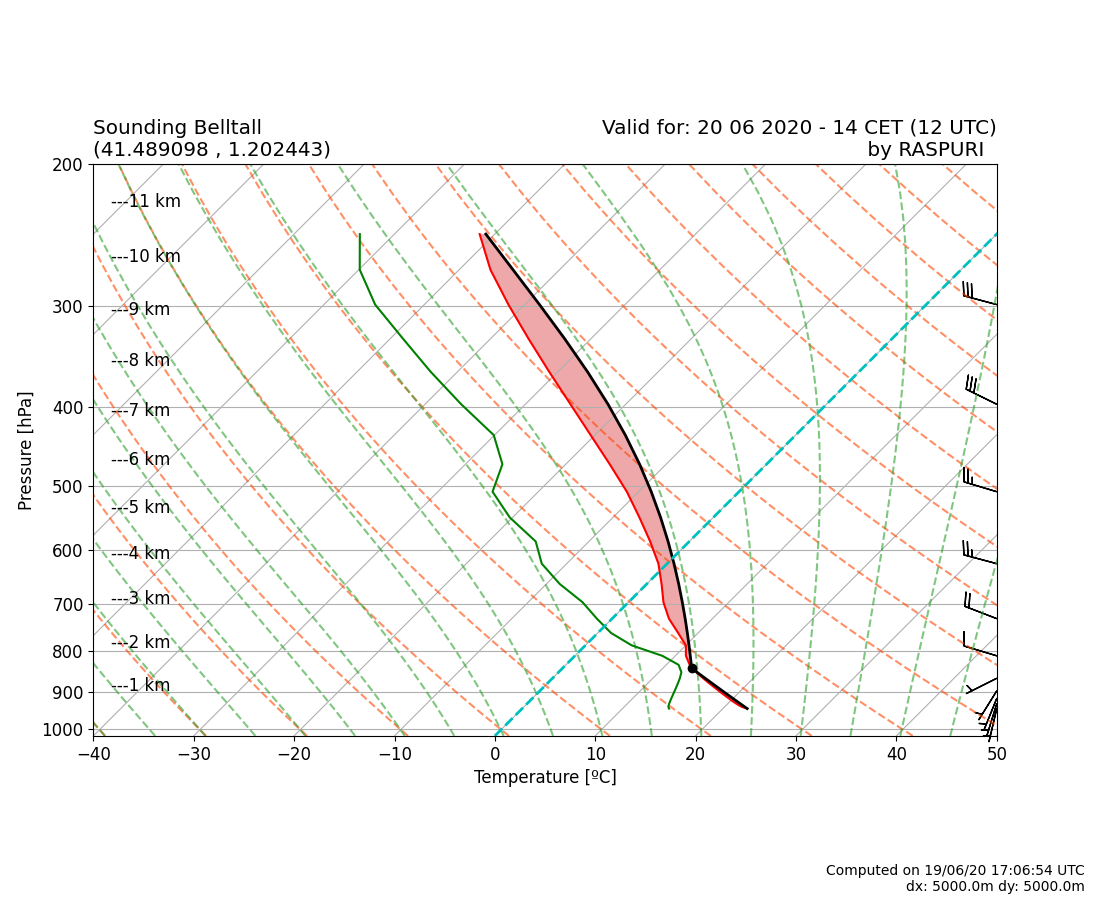 Sounding Belltall
(41.489098 , 1.202443)
Valid for: 20 06 2020 - 14 CET (12 UTC)
by RASPURI
200
300
400
500
600
700
800
900
1000
Pressure [hPa]
---11 km
---10 km
---9 km
---8 km
---7 km
---6 km
---5 km
---4 km
---3 km
---2 km
---1 km
−40
−30
−20
−10
0
10
20
30
40
50
Temperature [ºC]
Computed on 19/06/20 17:06:54 UTC
dx: 5000.0m dy: 5000.0m